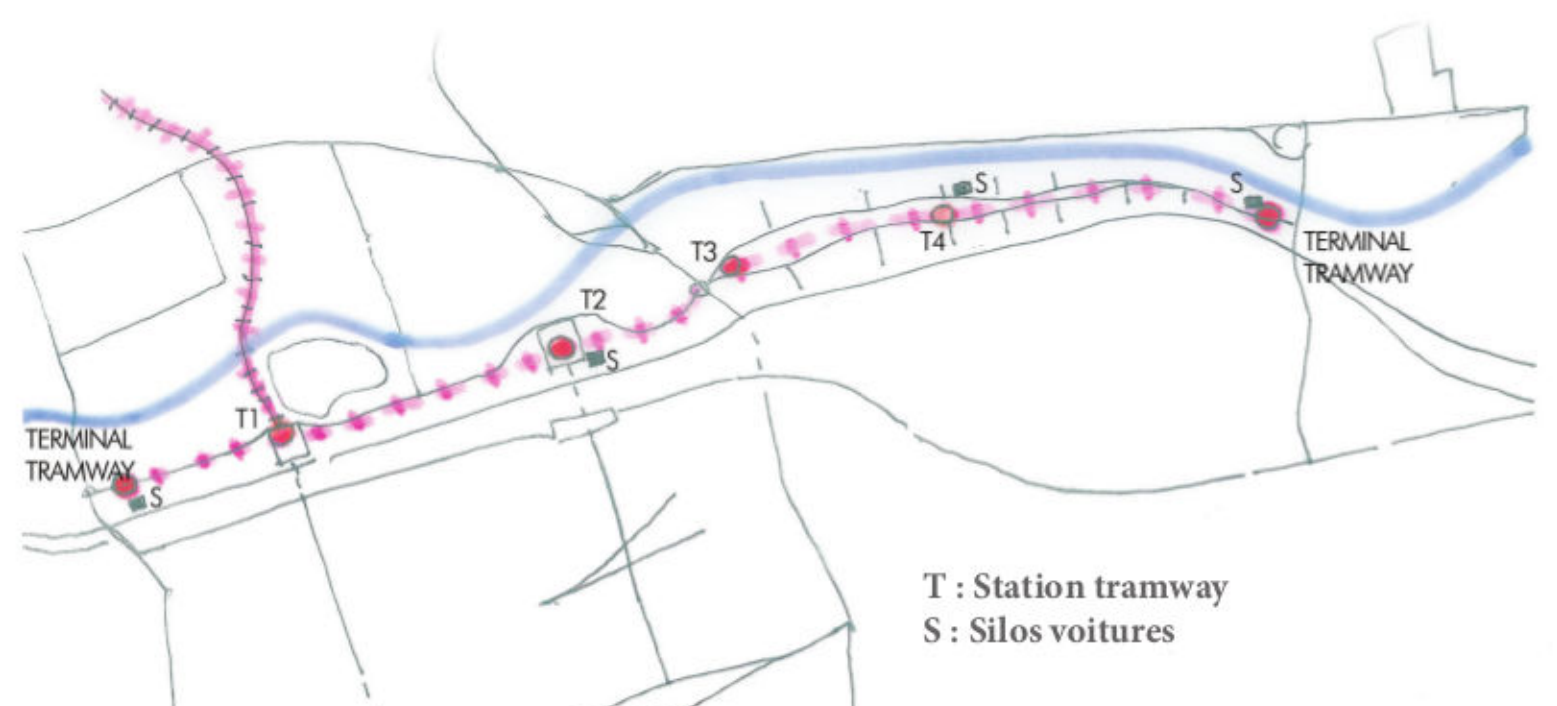 S
S
T4
TERMINAL
TRAMWAY
T3
T2
S
T1
TERMINAL
TRAMWAY
S
T : Station tramway
S : Silos voitures